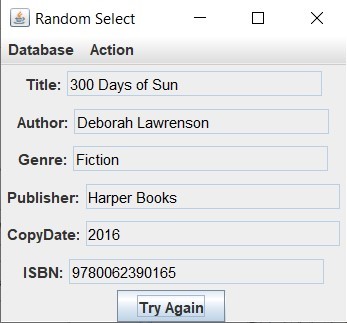 Random Select
Database Action
Title: 300 Days of Sun
Author: Deborah Lawrenson
Genre: Fiction
Publisher: Harper Books
CopyDate: 2016
ISBN: 9780062390165
Try Again